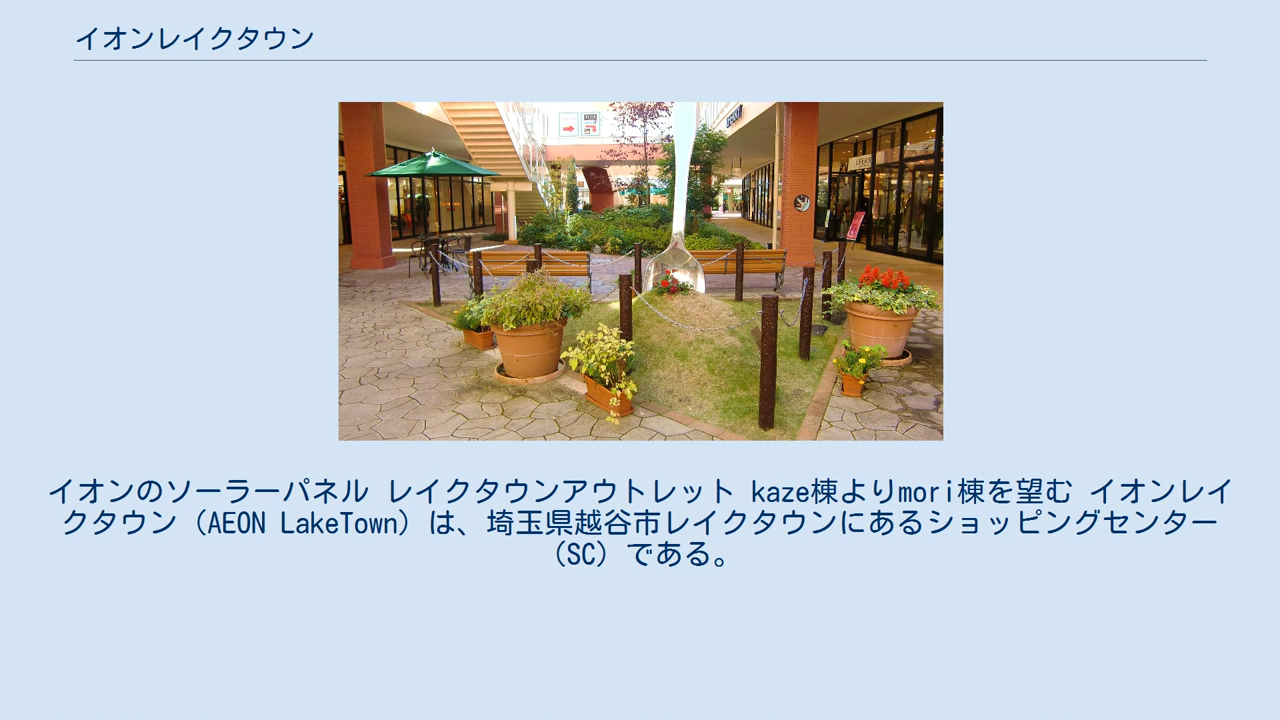 イオンレイクタウン
イオンのソーラーパネル レイクタウンアウトレット kaze棟よりmori棟を望む イオンレイ
クタウン（AEON LakeTown）は、埼玉県越谷市レイクタウンにあるショッピングセンター
（SC）である。